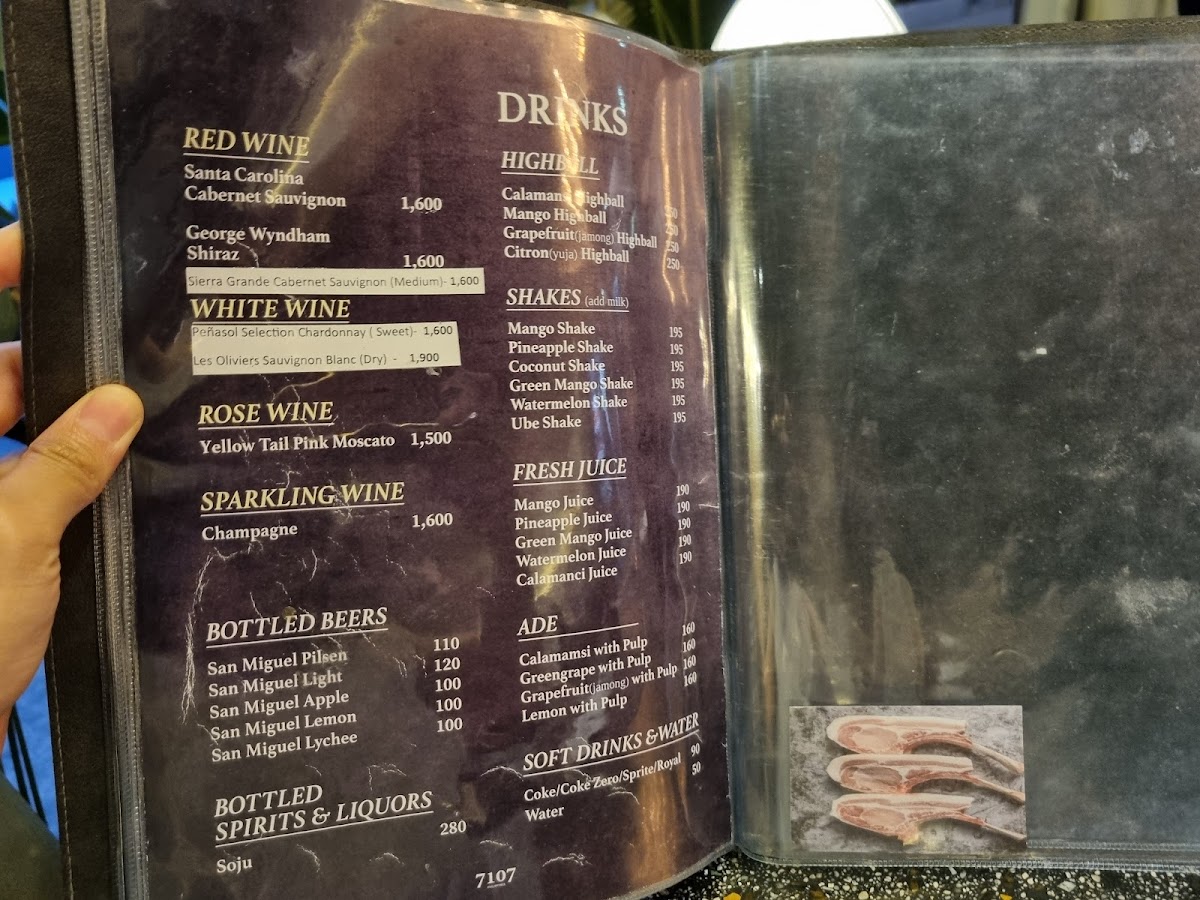 DRINKS
RED WINE
Santa Carolina
Cabernet Sauvignon 1,600
George Wyndham
Shiraz 1,600
Sierra Grande Cabernet Sauvignon (Medium)- 1,600
WHITE WINE
Peñasol Selection Chardonnay ( Sweet)- 1,600
Les Oliviers Sauvignon Blanc (Dry) - 1,900
ROSE WINE
Yellow Tail Pink Moscato 1,500
SPARKLING WINE
Champagne 1,600
BOTTLED BEERS
San Miguel Pilsen 110
San Miguel Light 120
San Miguel Apple 100
San Miguel Lemon 100
San Miguel Lychee 100
BOTTLED
SPIRITS & LIQUORS
Soju 280
HIGHBALL
Calamansi Highball 250
Mango Highball 250
Grapefruit(jamong) Highball 250
Citron(yuja) Highball 250
SHAKES (add milk)
Mango Shake 195
Pineapple Shake 195
Coconut Shake 195
Green Mango Shake 195
Watermelon Shake 195
Ube Shake 195
FRESH JUICE
Mango Juice 190
Pineapple Juice 190
Green Mango Juice 190
Watermelon Juice 190
Calamanci Juice 190
ADE
Calamamsi with Pulp 160
Greengrape with Pulp 160
Grapefruit(jamong) with Pulp 160
Lemon with Pulp 160
SOFT DRINKS &WATER
Coke/Coke Zero/Sprite/Royal 90
Water 50
7107